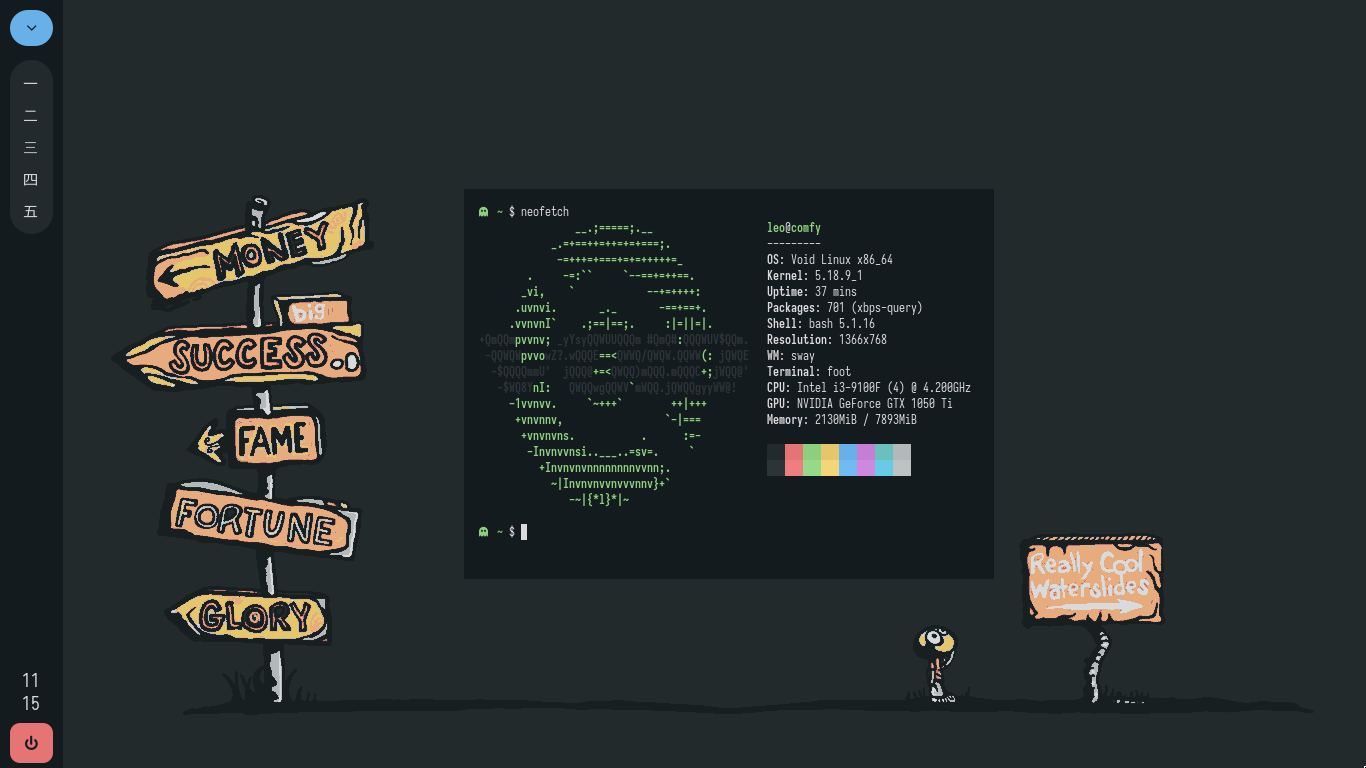 一
二
三
四
五
11
15
MONEY
big
SUCCESS..
FAME
FORTUNE
GLORY
~ $ neofetch
leo@comfy
---------
OS: Void Linux x86_64
Kernel: 5.18.9_1
Uptime: 37 mins
Packages: 701 (xbps-query)
Shell: bash 5.1.16
Resolution: 1366x768
WM: sway
Terminal: foot
CPU: Intel i3-9100F (4) @ 4.200GHz
GPU: NVIDIA GeForce GTX 1050 Ti
Memory: 2130MiB / 7893MiB
~ $
Really Cool
Waterslides